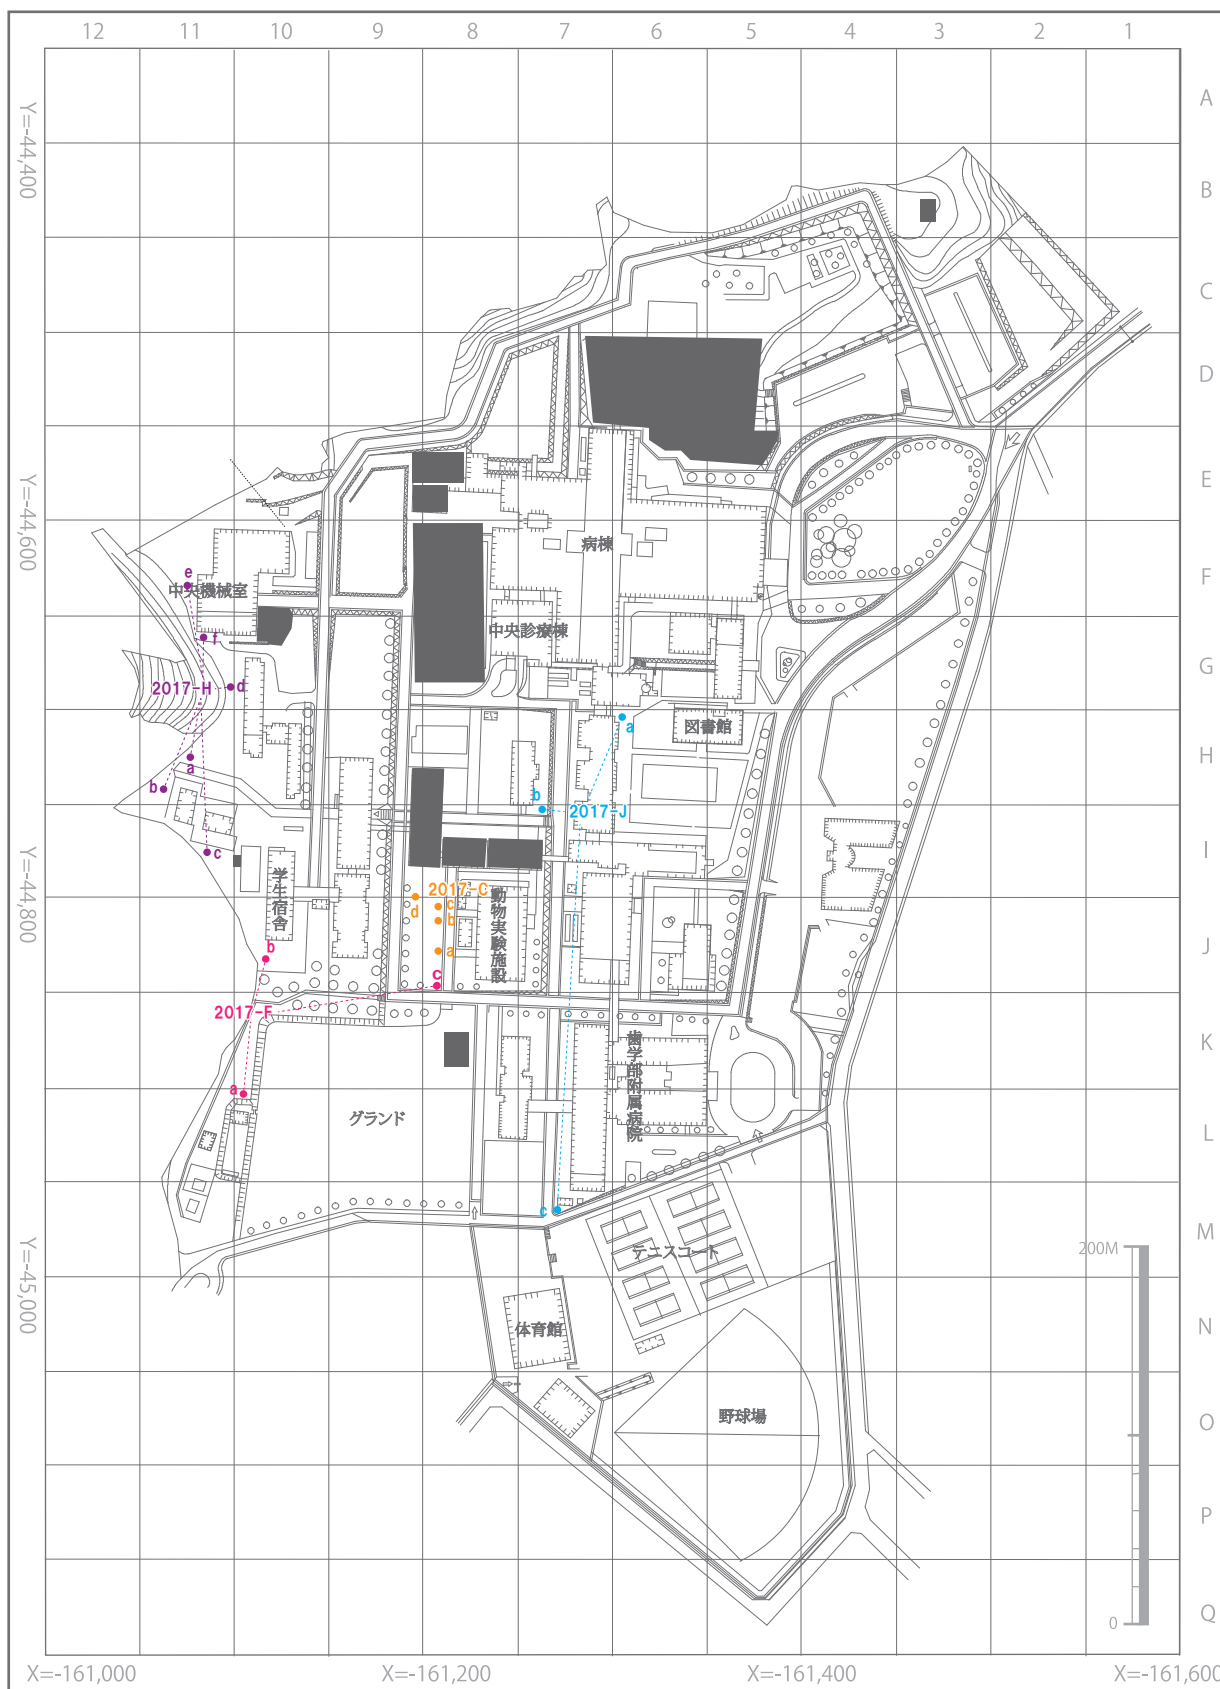 12 11 10 9 8 7 6 5 4 3 2 1
A
Y=-44,400
B
C
D
E
Y=-44,600
病棟
e
F
中央機械室
中央診療棟
f
G
2017-H
d
a
図書館
H
a
b
b
2017-J
I
c
Y=-44,800
2017-C
学生宿舎
動物実験施設
c
d
b
J
b
a
c
2017-F
K
歯学部附属病院
a
グランド
L
c
M
テニスコート
200M
Y=-45,000
体育館
N
野球場
O
P
Q
0
X=-161,000 X=-161,200 X=-161,400 X=-161,600